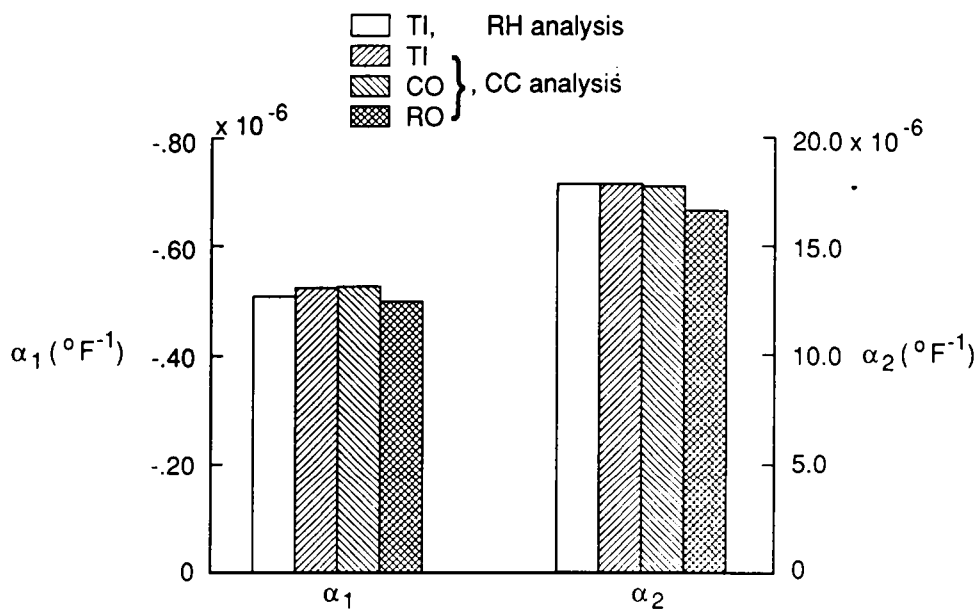 TI, RH analysis
TI
CO }, CC analysis
RO
x 10⁻⁶
-.80
-.60
-.40
-.20
0
α₁ (°F⁻¹)
20.0 x 10⁻⁶
15.0
10.0
5.0
0
α₂ (°F⁻¹)
α₁
α₂